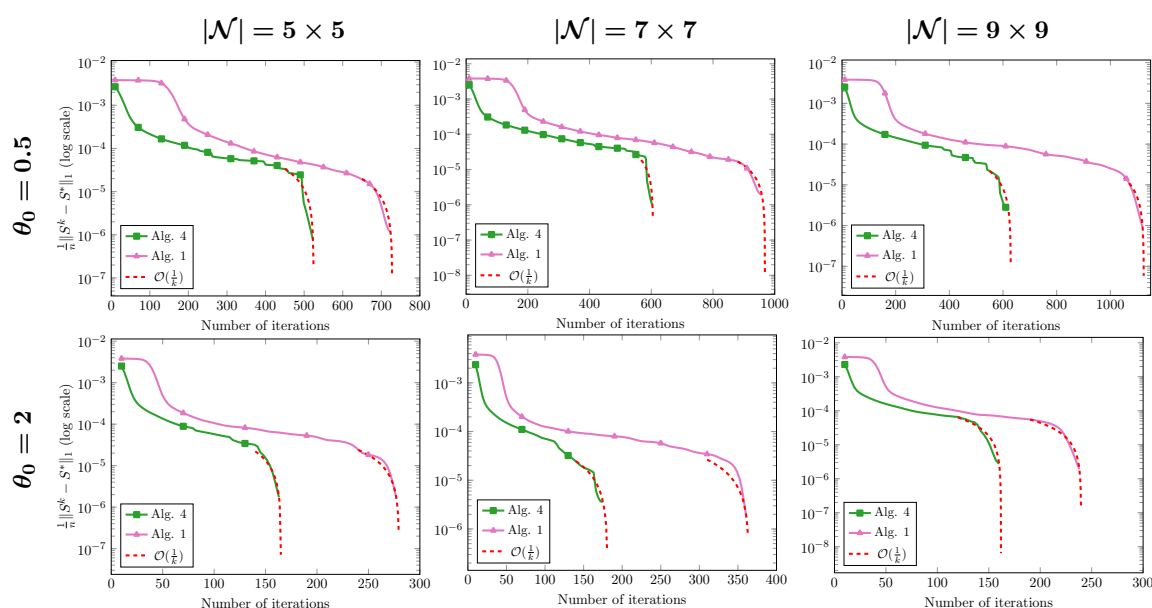 |𝒩| = 5 × 5 |𝒩| = 7 × 7 |𝒩| = 9 × 9
θ₀ = 0.5
1/n ‖S^k − S*‖₁ (log scale)
10⁻² 10⁻³ 10⁻⁴ 10⁻⁵ 10⁻⁶ 10⁻⁷
Alg. 4
Alg. 1
𝒪(1/k)
0 100 200 300 400 500 600 700 800
Number of iterations
10⁻² 10⁻³ 10⁻⁴ 10⁻⁵ 10⁻⁶ 10⁻⁷ 10⁻⁸
Alg. 4
Alg. 1
𝒪(1/k)
0 200 400 600 800 1000
Number of iterations
10⁻² 10⁻³ 10⁻⁴ 10⁻⁵ 10⁻⁶ 10⁻⁷
Alg. 4
Alg. 1
𝒪(1/k)
0 200 400 600 800 1000
Number of iterations
θ₀ = 2
1/n ‖S^k − S*‖₁ (log scale)
10⁻² 10⁻³ 10⁻⁴ 10⁻⁵ 10⁻⁶ 10⁻⁷
Alg. 4
Alg. 1
𝒪(1/k)
0 50 100 150 200 250 300
Number of iterations
10⁻³ 10⁻⁴ 10⁻⁵ 10⁻⁶
Alg. 4
Alg. 1
𝒪(1/k)
0 50 100 150 200 250 300 350 400
Number of iterations
10⁻² 10⁻³ 10⁻⁴ 10⁻⁵ 10⁻⁶ 10⁻⁷ 10⁻⁸
Alg. 4
Alg. 1
𝒪(1/k)
0 50 100 150 200 250 300
Number of iterations